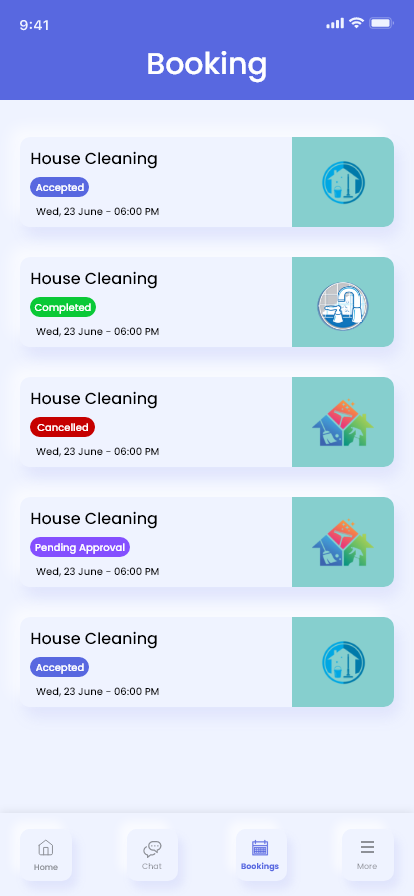 9:41
Booking
House Cleaning
Accepted
Wed, 23 June - 06:00 PM
House Cleaning
Completed
Wed, 23 June - 06:00 PM
House Cleaning
Cancelled
Wed, 23 June - 06:00 PM
House Cleaning
Pending Approval
Wed, 23 June - 06:00 PM
House Cleaning
Accepted
Wed, 23 June - 06:00 PM
Home
Chat
Bookings
More